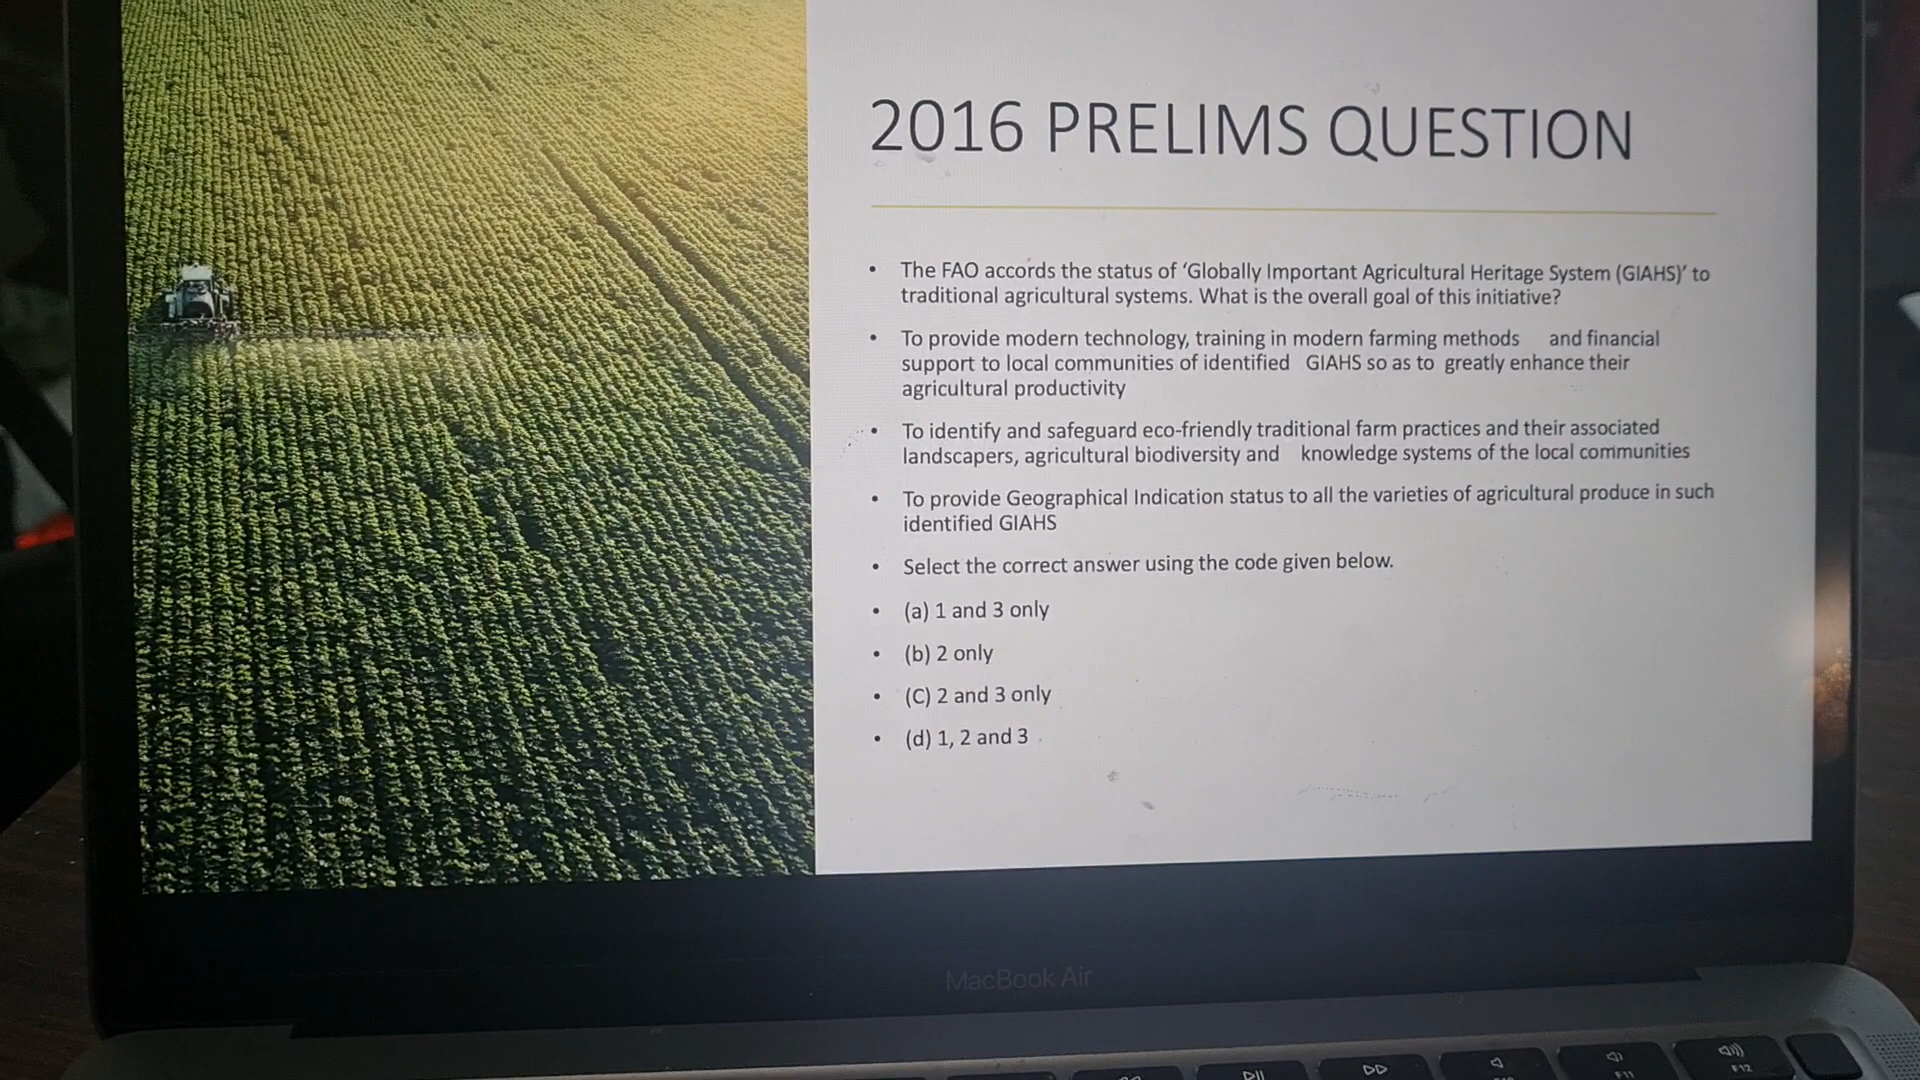 2016 PRELIMS QUESTION
• The FAO accords the status of ‘Globally Important Agricultural Heritage System (GIAHS)’ to
traditional agricultural systems. What is the overall goal of this initiative?
• To provide modern technology, training in modern farming methods and financial
support to local communities of identified GIAHS so as to greatly enhance their
agricultural productivity
• To identify and safeguard eco-friendly traditional farm practices and their associated
landscapers, agricultural biodiversity and knowledge systems of the local communities
• To provide Geographical Indication status to all the varieties of agricultural produce in such
identified GIAHS
• Select the correct answer using the code given below.
• (a) 1 and 3 only
• (b) 2 only
• (C) 2 and 3 only
• (d) 1, 2 and 3
MacBook Air
F11
F12